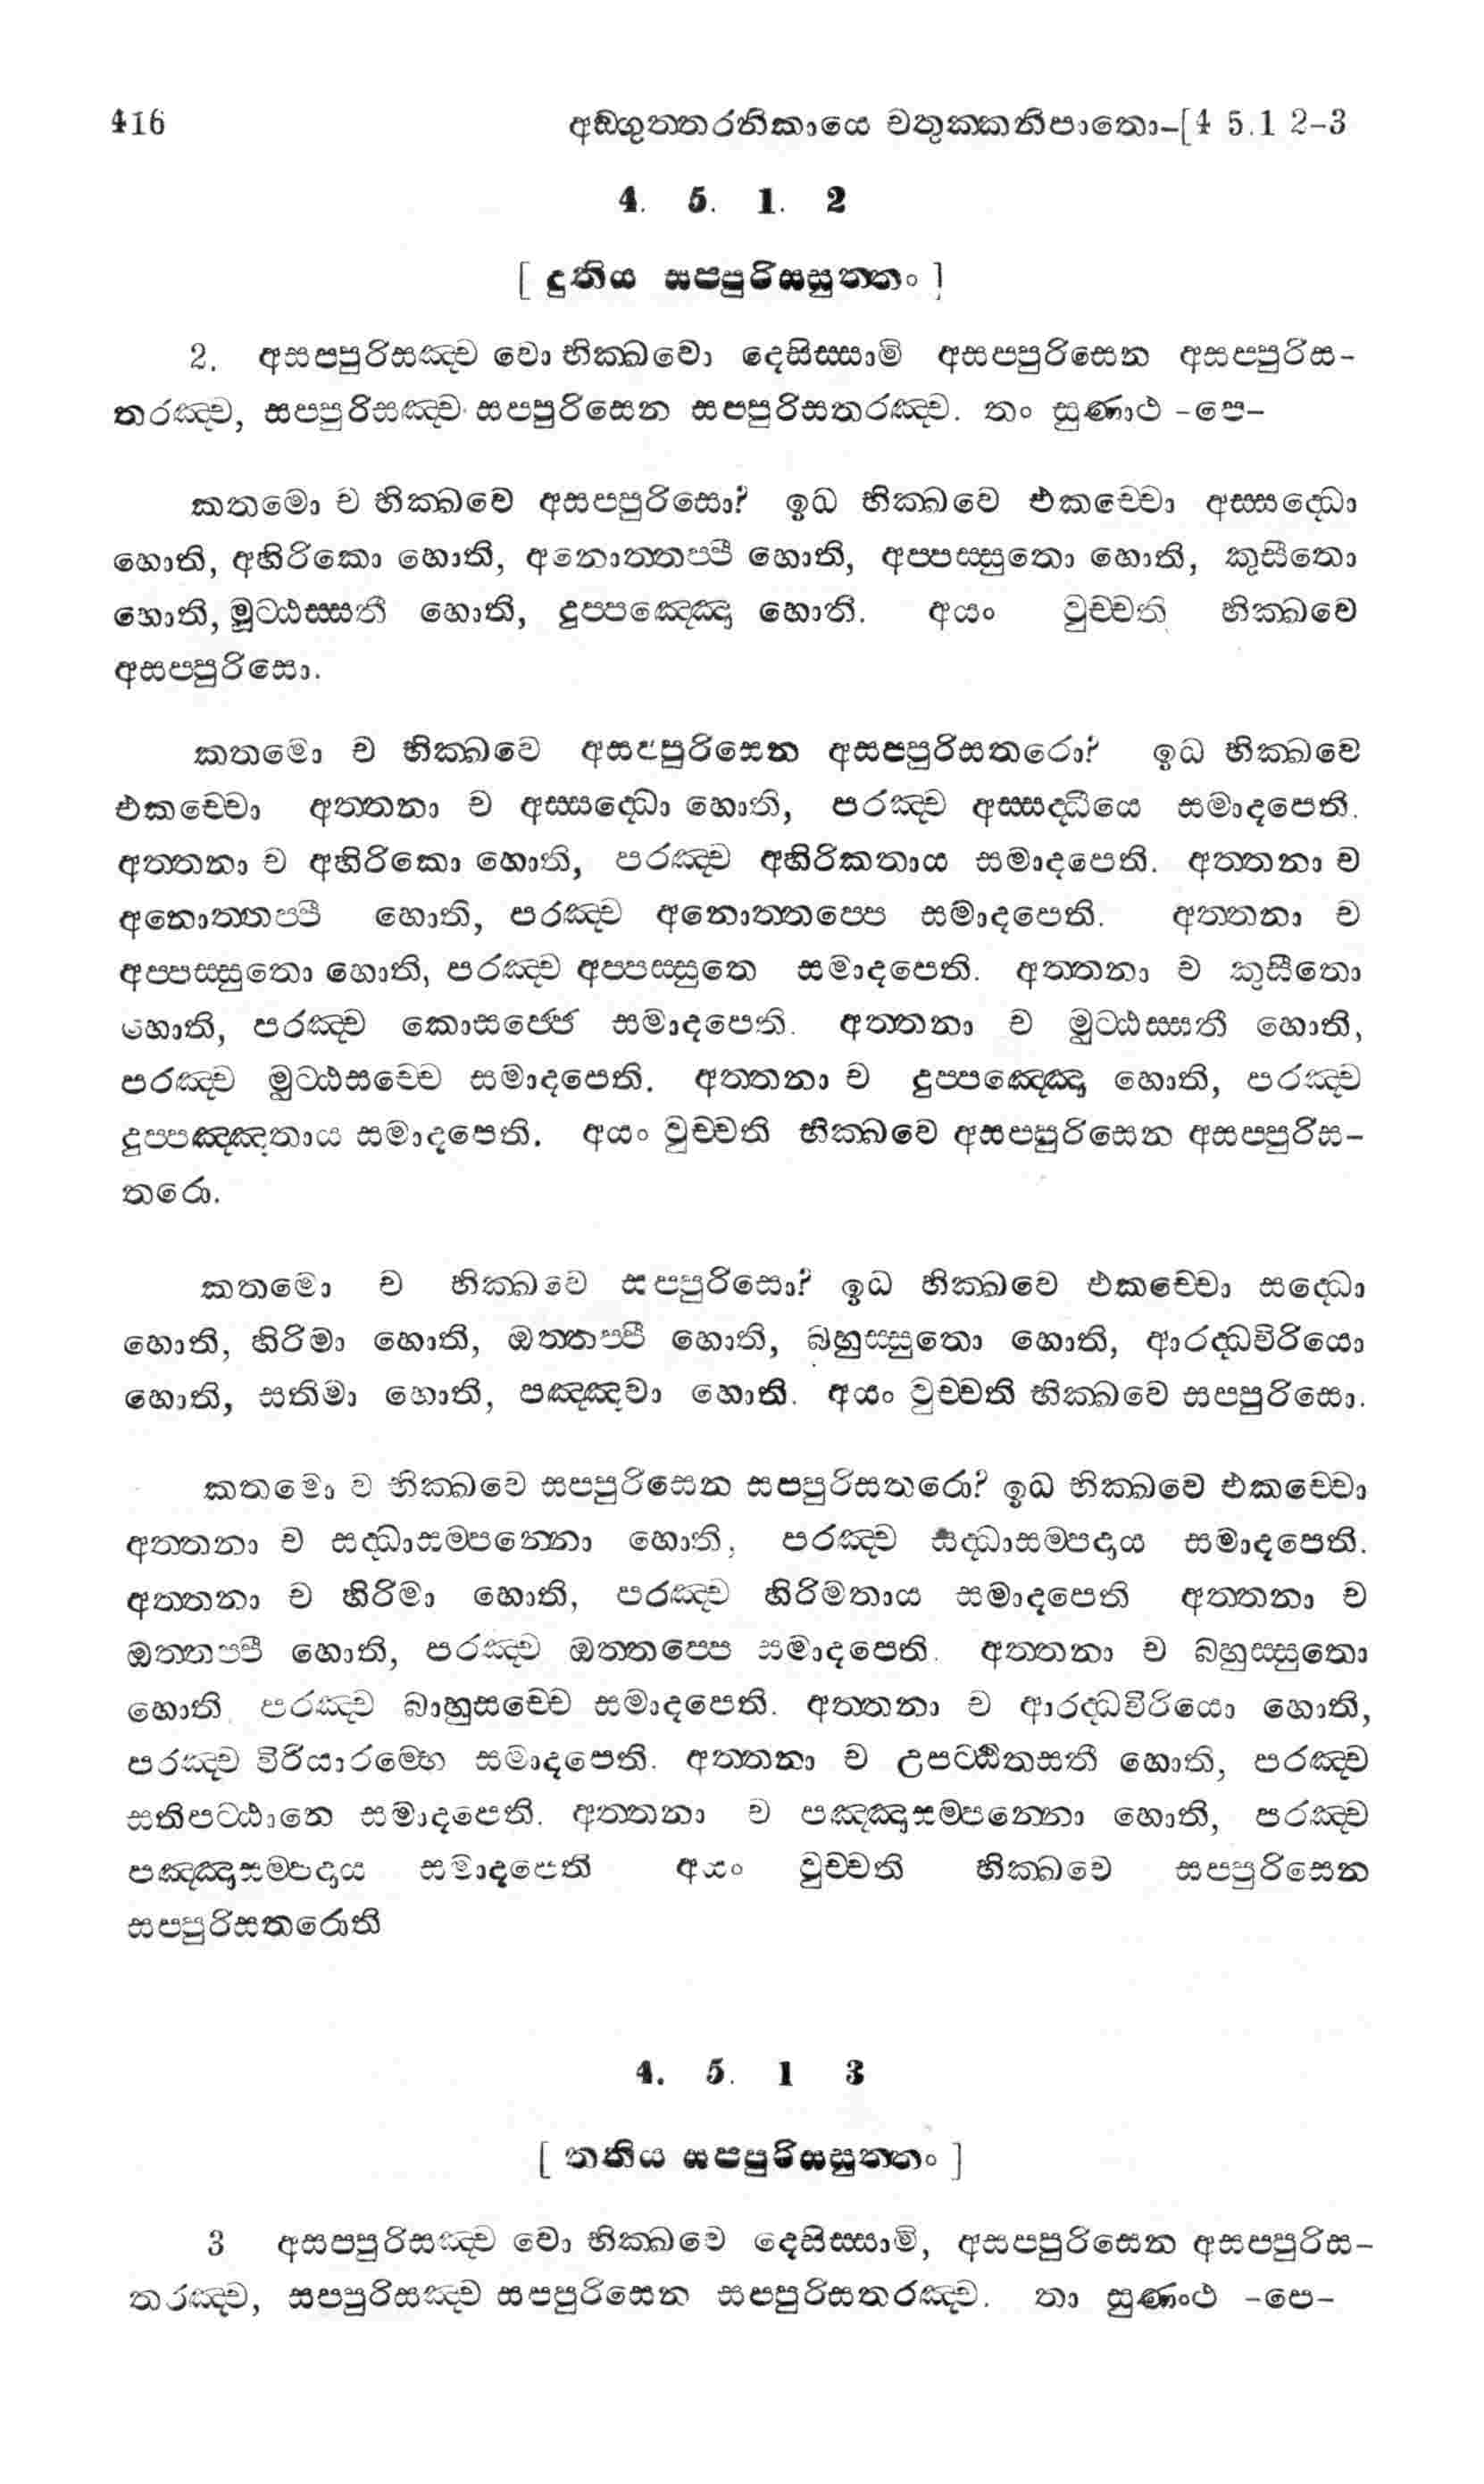 416 අඞ්ගුත්තරනිකායෙ චතුක්කනිපාතො-[4 5.1 2-3
4. 5. 1. 2
[ දුතිය සප්පුරිසසුත්තං ]
2. අසප්පුරිසඤ්ච වො භික්ඛවො දෙසිස්සාමි අසප්පුරිසෙන අසප්පුරිස-
තරඤ්ච, සප්පුරිසඤ්ච සප්පුරිසෙන සප්පුරිසතරඤ්ච. තං සුණාථ -පෙ-
කතමො ච භික්ඛවෙ අසප්පුරිසො? ඉධ භික්ඛවෙ එකච්චො අස්සද්ධො
හොති, අහිරිකො හොති, අනොත්තප්පී හොති, අප්පස්සුතො හොති, කුසීතො
හොති, මූට්ඨස්සතී හොති, දුප්පඤ්ඤො හොති. අයං වුච්චති භික්ඛවෙ
අසප්පුරිසො.
කතමො ච භික්ඛවෙ අසප්පුරිසෙන අසප්පුරිසතරො? ඉධ භික්ඛවෙ
එකච්චො අත්තනා ච අස්සද්ධො හොති, පරඤ්ච අස්සද්ධියෙ සමාදපෙති.
අත්තනා ච අහිරිකො හොති, පරඤ්ච අහිරිකතාය සමාදපෙති. අත්තනා ච
අනොත්තප්පී හොති, පරඤ්ච අනොත්තප්පෙ සමාදපෙති. අත්තනා ච
අප්පස්සුතො හොති, පරඤ්ච අප්පස්සුතෙ සමාදපෙති. අත්තනා ච කුසීතො
හොති, පරඤ්ච කොසජ්ජෙ සමාදපෙති. අත්තනා ච මුට්ඨස්සතී හොති,
පරඤ්ච මුට්ඨසච්චෙ සමාදපෙති. අත්තනා ච දුප්පඤ්ඤො හොති, පරඤ්ච
දුප්පඤ්ඤතාය සමාදපෙති. අයං වුච්චති භික්ඛවෙ අසප්පුරිසෙන අසප්පුරිස-
තරො.
කතමො ච භික්ඛවෙ සප්පුරිසො? ඉධ භික්ඛවෙ එකච්චො සද්ධො
හොති, හිරිමා හොති, ඔත්තප්පී හොති, බහුස්සුතො හොති, ආරද්ධවිරියො
හොති, සතිමා හොති, පඤ්ඤවා හොති. අයං වුච්චති භික්ඛවෙ සප්පුරිසො.
කතමො ච භික්ඛවෙ සප්පුරිසෙන සප්පුරිසතරො? ඉධ භික්ඛවෙ එකච්චො
අත්තනා ච සද්ධාසම්පන්නො හොති, පරඤ්ච සද්ධාසම්පදාය සමාදපෙති.
අත්තනා ච හිරිමා හොති, පරඤ්ච හිරිමතාය සමාදපෙති අත්තනා ච
ඔත්තප්පී හොති, පරඤ්ච ඔත්තප්පෙ සමාදපෙති. අත්තනා ච බහුස්සුතො
හොති පරඤ්ච බාහුසච්චෙ සමාදපෙති. අත්තනා ච ආරද්ධවිරියො හොති,
පරඤ්ච විරියාරම්භෙ සමාදපෙති. අත්තනා ච උපට්ඨිතසතී හොති, පරඤ්ච
සතිපට්ඨානෙ සමාදපෙති. අත්තනා ච පඤ්ඤාසම්පන්නො හොති, පරඤ්ච
පඤ්ඤාසම්පදාය සමාදපෙති අයං වුච්චති භික්ඛවෙ සප්පුරිසෙන
සප්පුරිසතරොති
4. 5. 1 3
[ තතිය සප්පුරිසසුත්තං ]
3 අසප්පුරිසඤ්ච වො භික්ඛවෙ දෙසිස්සාමි, අසප්පුරිසෙන අසප්පුරිස-
තරඤ්ච, සප්පුරිසඤ්ච සප්පුරිසෙන සප්පුරිසතරඤ්ච. තා සුණංථ -පෙ-